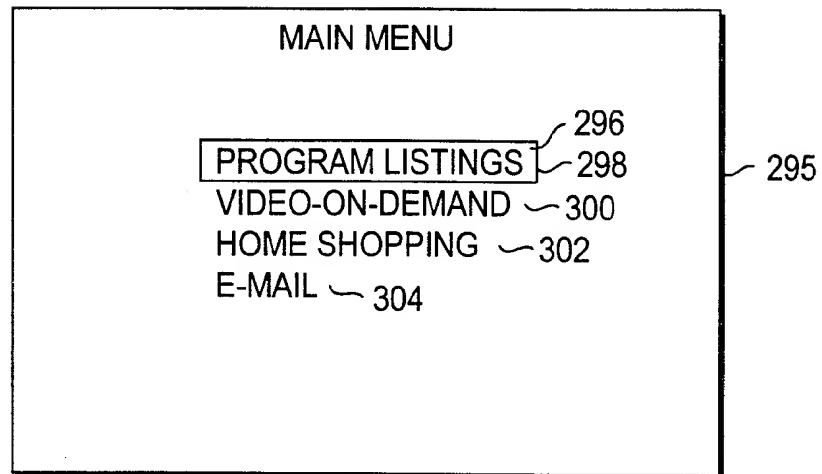 MAIN MENU
296
PROGRAM LISTINGS 298
295
VIDEO-ON-DEMAND 300
HOME SHOPPING 302
E-MAIL 304